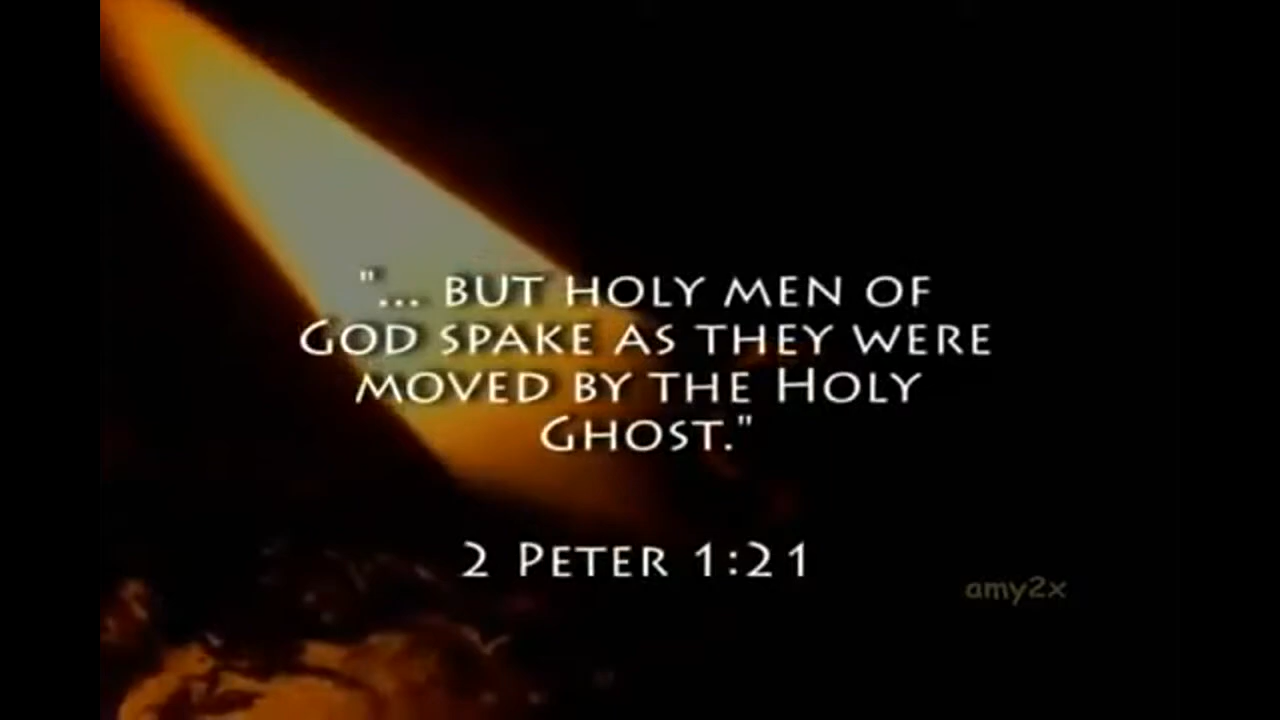 "... BUT HOLY MEN OF
GOD SPAKE AS THEY WERE
MOVED BY THE HOLY
GHOST."
2 PETER 1:21
amy2x